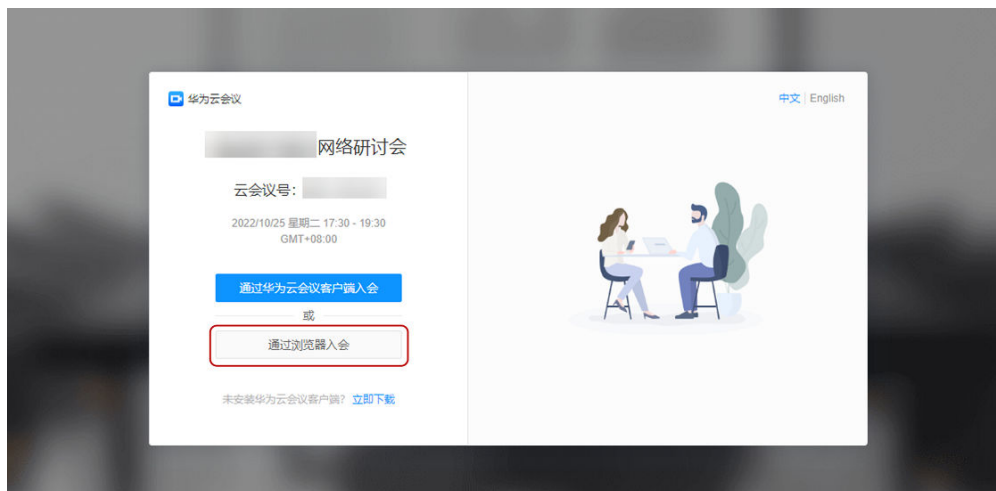 华为云会议
中文 | English
网络研讨会
云会议号：
2022/10/25 星期二 17:30 - 19:30
GMT+08:00
通过华为云会议客户端入会
或
通过浏览器入会
未安装华为云会议客户端？ 立即下载